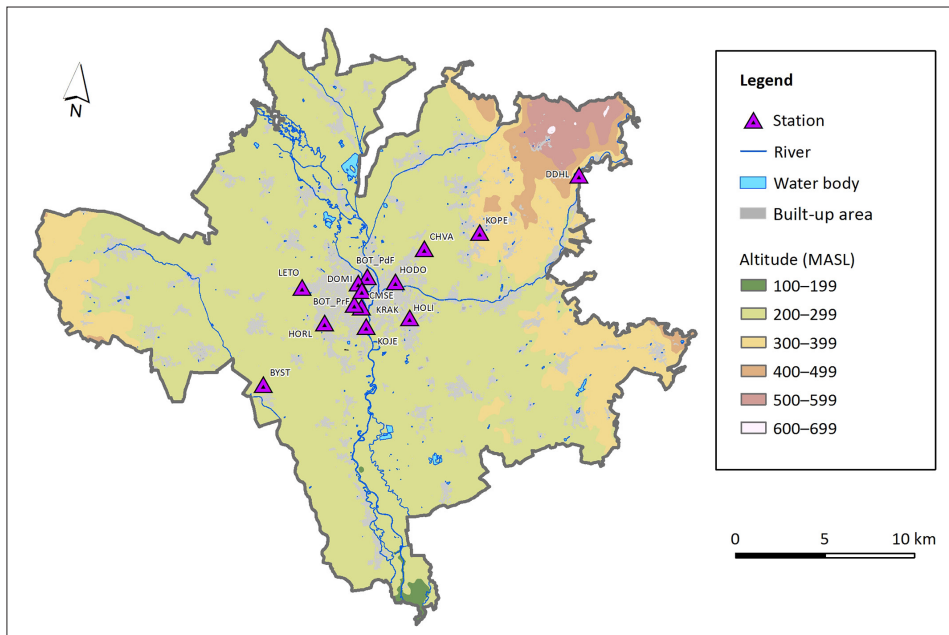 N
DDHL
KOPE
CHVA
BOT_PdF
HODO
LETO
DOMI
CMSE
BOT_PrF
KRAK
HOLI
HORL
KOJE
BYST
Legend
Station
River
Water body
Built-up area
Altitude (MASL)
100–199
200–299
300–399
400–499
500–599
600–699
0 5 10 km